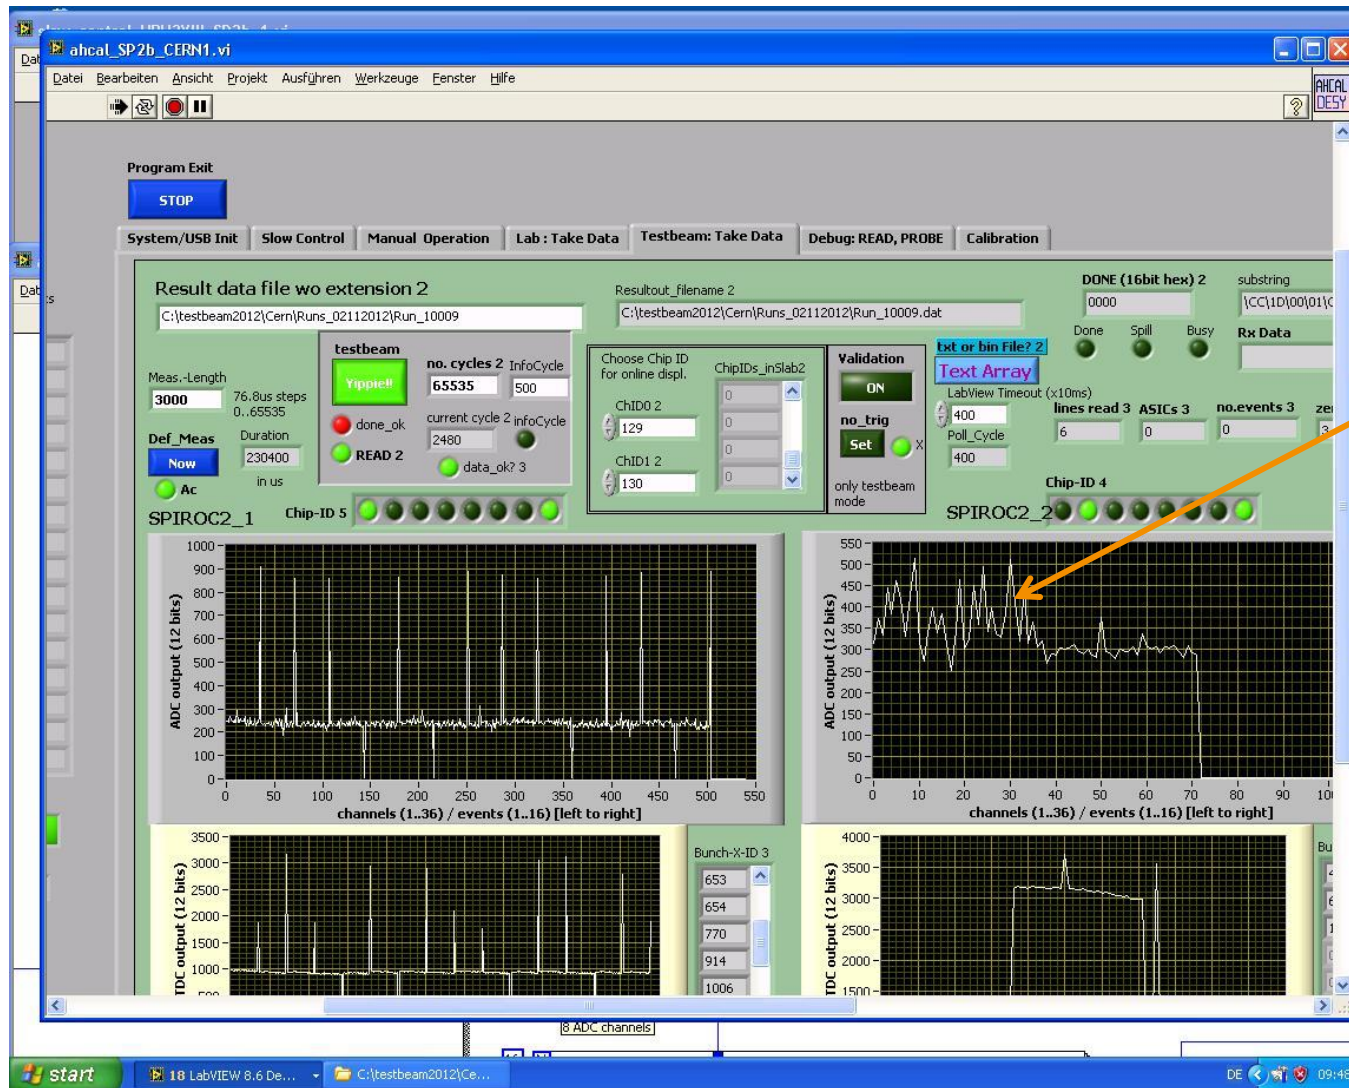 ahcal_SP2b_CERN1.vi
Datei Bearbeiten Ansicht Projekt Ausführen Werkzeuge Fenster Hilfe
AHCAL
DESY
Program Exit
STOP
System/USB Init Slow Control Manual Operation Lab : Take Data Testbeam: Take Data Debug: READ, PROBE Calibration
Result data file wo extension 2
C:\testbeam2012\Cern\Runs_02112012\Run_10009
Resultout_filename 2
C:\testbeam2012\Cern\Runs_02112012\Run_10009.dat
DONE (16bit hex) 2
0000
substring
\CC\1D\00\01\
Done Spill Busy
Rx Data
Meas.-Length
3000
76.8us steps
0..65535
Def_Meas
Now
Duration
230400
in us
Ac
testbeam
Yippie!!
no. cycles 2 InfoCycle
65535 500
done_ok
current cycle 2 infoCycle
2480
READ 2
data_ok? 3
Choose Chip ID
for online displ.
ChID0 2
129
ChID1 2
130
ChipIDs_inSlab2
0
0
0
0
Validation
ON
no_trig
Set X
only testbeam
mode
txt or bin File? 2
Text Array
LabView Timeout (x10ms)
400
Poll_Cycle
400
lines read 3 ASICs 3 no.events 3
6 0 0 3
SPIROC2_1 Chip-ID 5
Chip-ID 4
SPIROC2_2
ADC output (12 bits)
1000
900
800
700
600
500
400
300
200
100
0
0 50 100 150 200 250 300 350 400 450 500 550
channels (1..36) / events (1..16) [left to right]
ADC output (12 bits)
550
500
450
400
350
300
250
200
150
100
50
0
0 10 20 30 40 50 60 70 80 90
channels (1..36) / events (1..16) [left to right]
TDC output (12 bits)
3500
3000
2500
2000
1500
1000
Bunch-X-ID 3
653
654
770
914
1006
TDC output (12 bits)
4000
3500
3000
2500
2000
1500
8 ADC channels
start 18 LabVIEW 8.6 De... C:\testbeam2012\Ce... DE 09:48